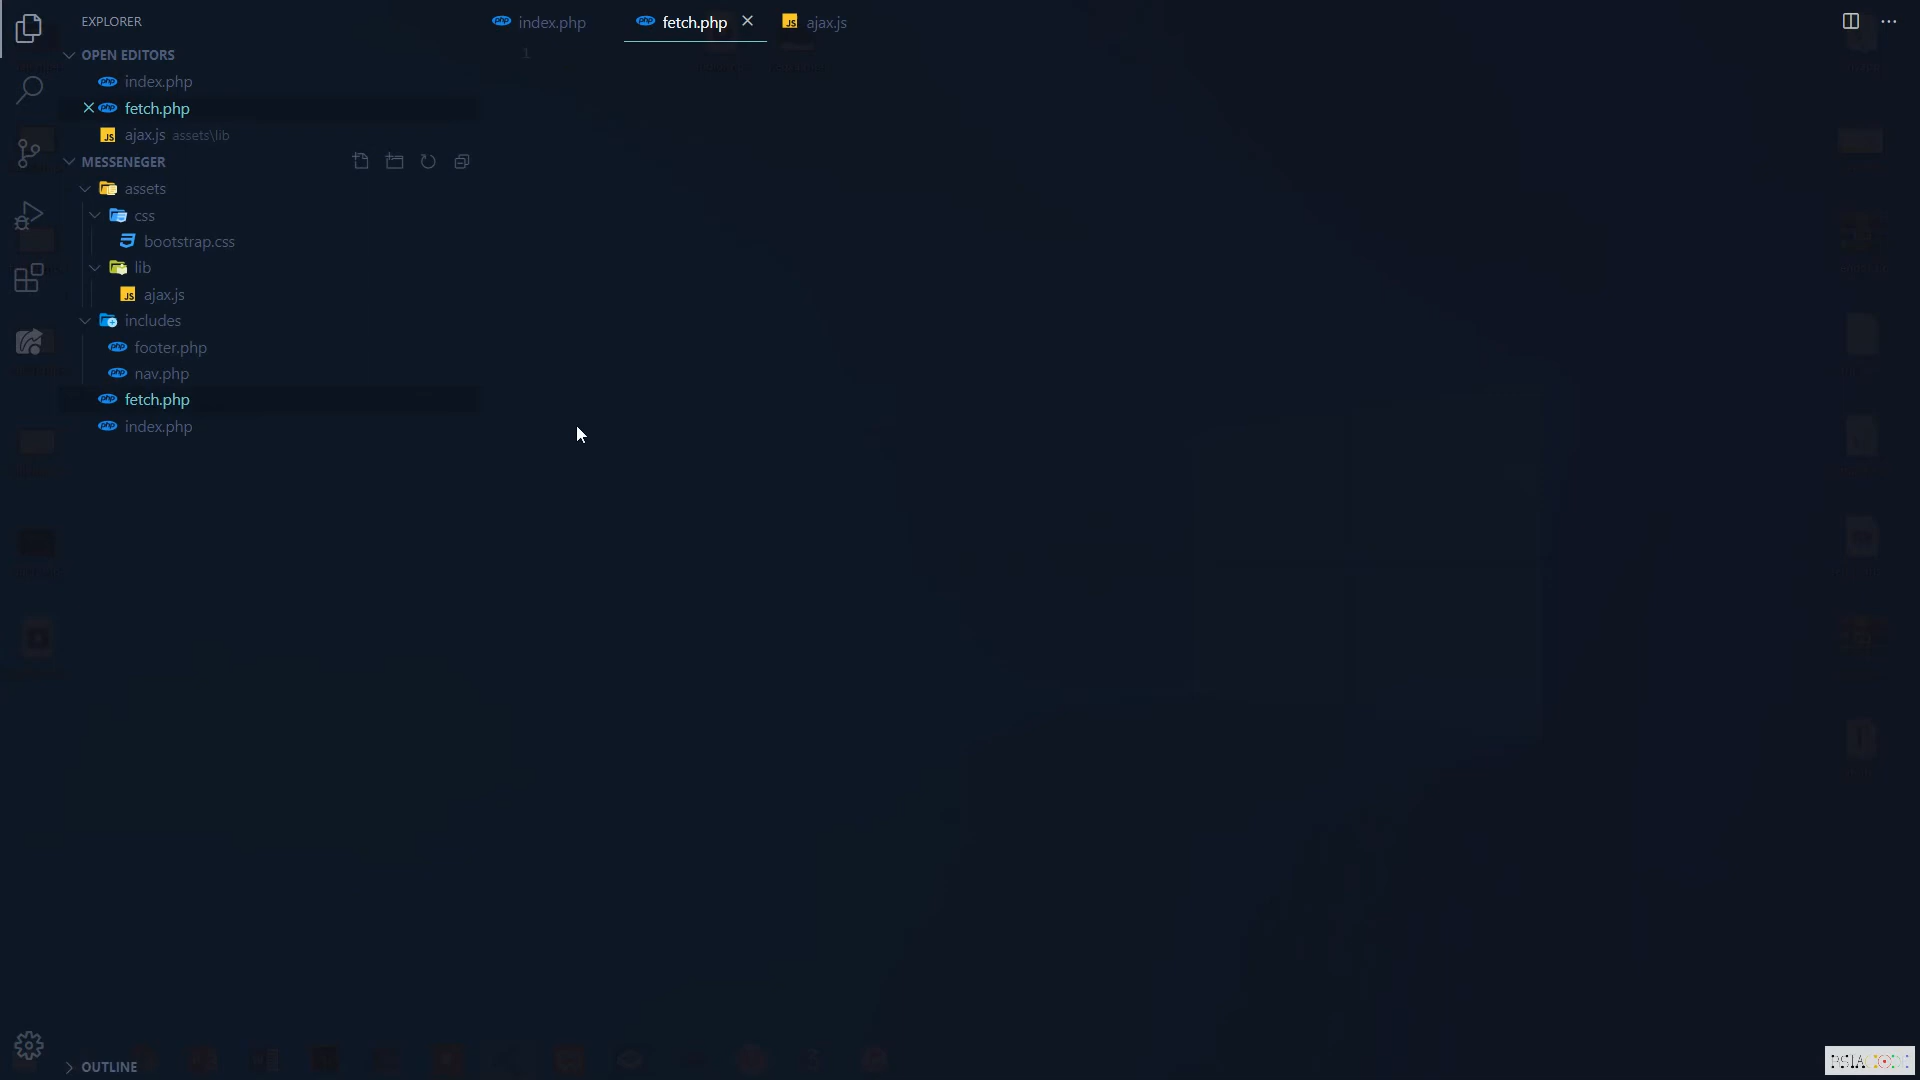 EXPLORER
index.php
fetch.php
ajax.js
OPEN EDITORS
1
index.php
fetch.php
ajax.js assets\lib
MESSENEGER
assets
css
bootstrap.css
lib
ajax.js
includes
footer.php
nav.php
fetch.php
index.php
OUTLINE